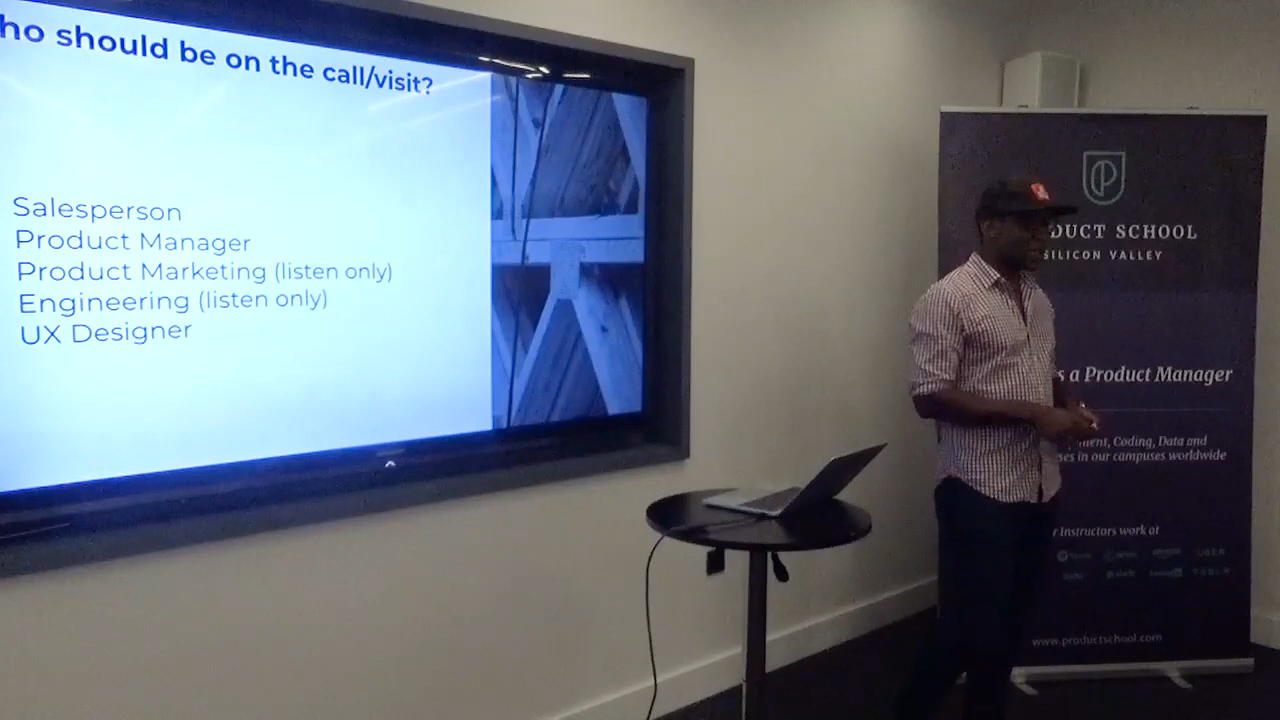 ho should be on the call/visit?
Salesperson
Product Manager
Product Marketing (listen only)
Engineering (listen only)
UX Designer
DUCT SCHOOL
SILICON VALLEY
s a Product Manager
ment, Coding, Data and
ses in our campuses worldwide
r Instructors work at
UBER
www.productschool.com